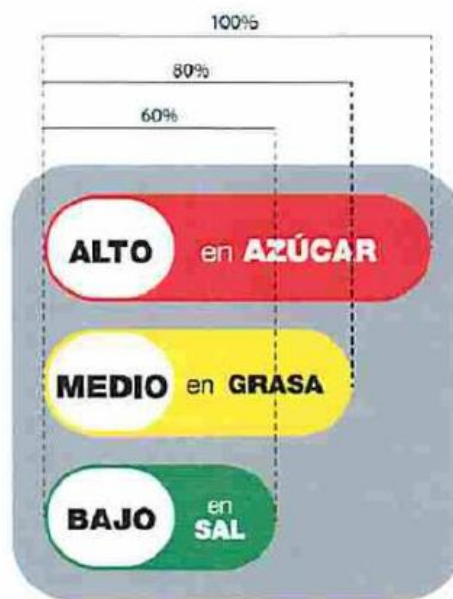 100%
80%
60%
ALTO en AZÚCAR
MEDIO en GRASA
BAJO en
SAL